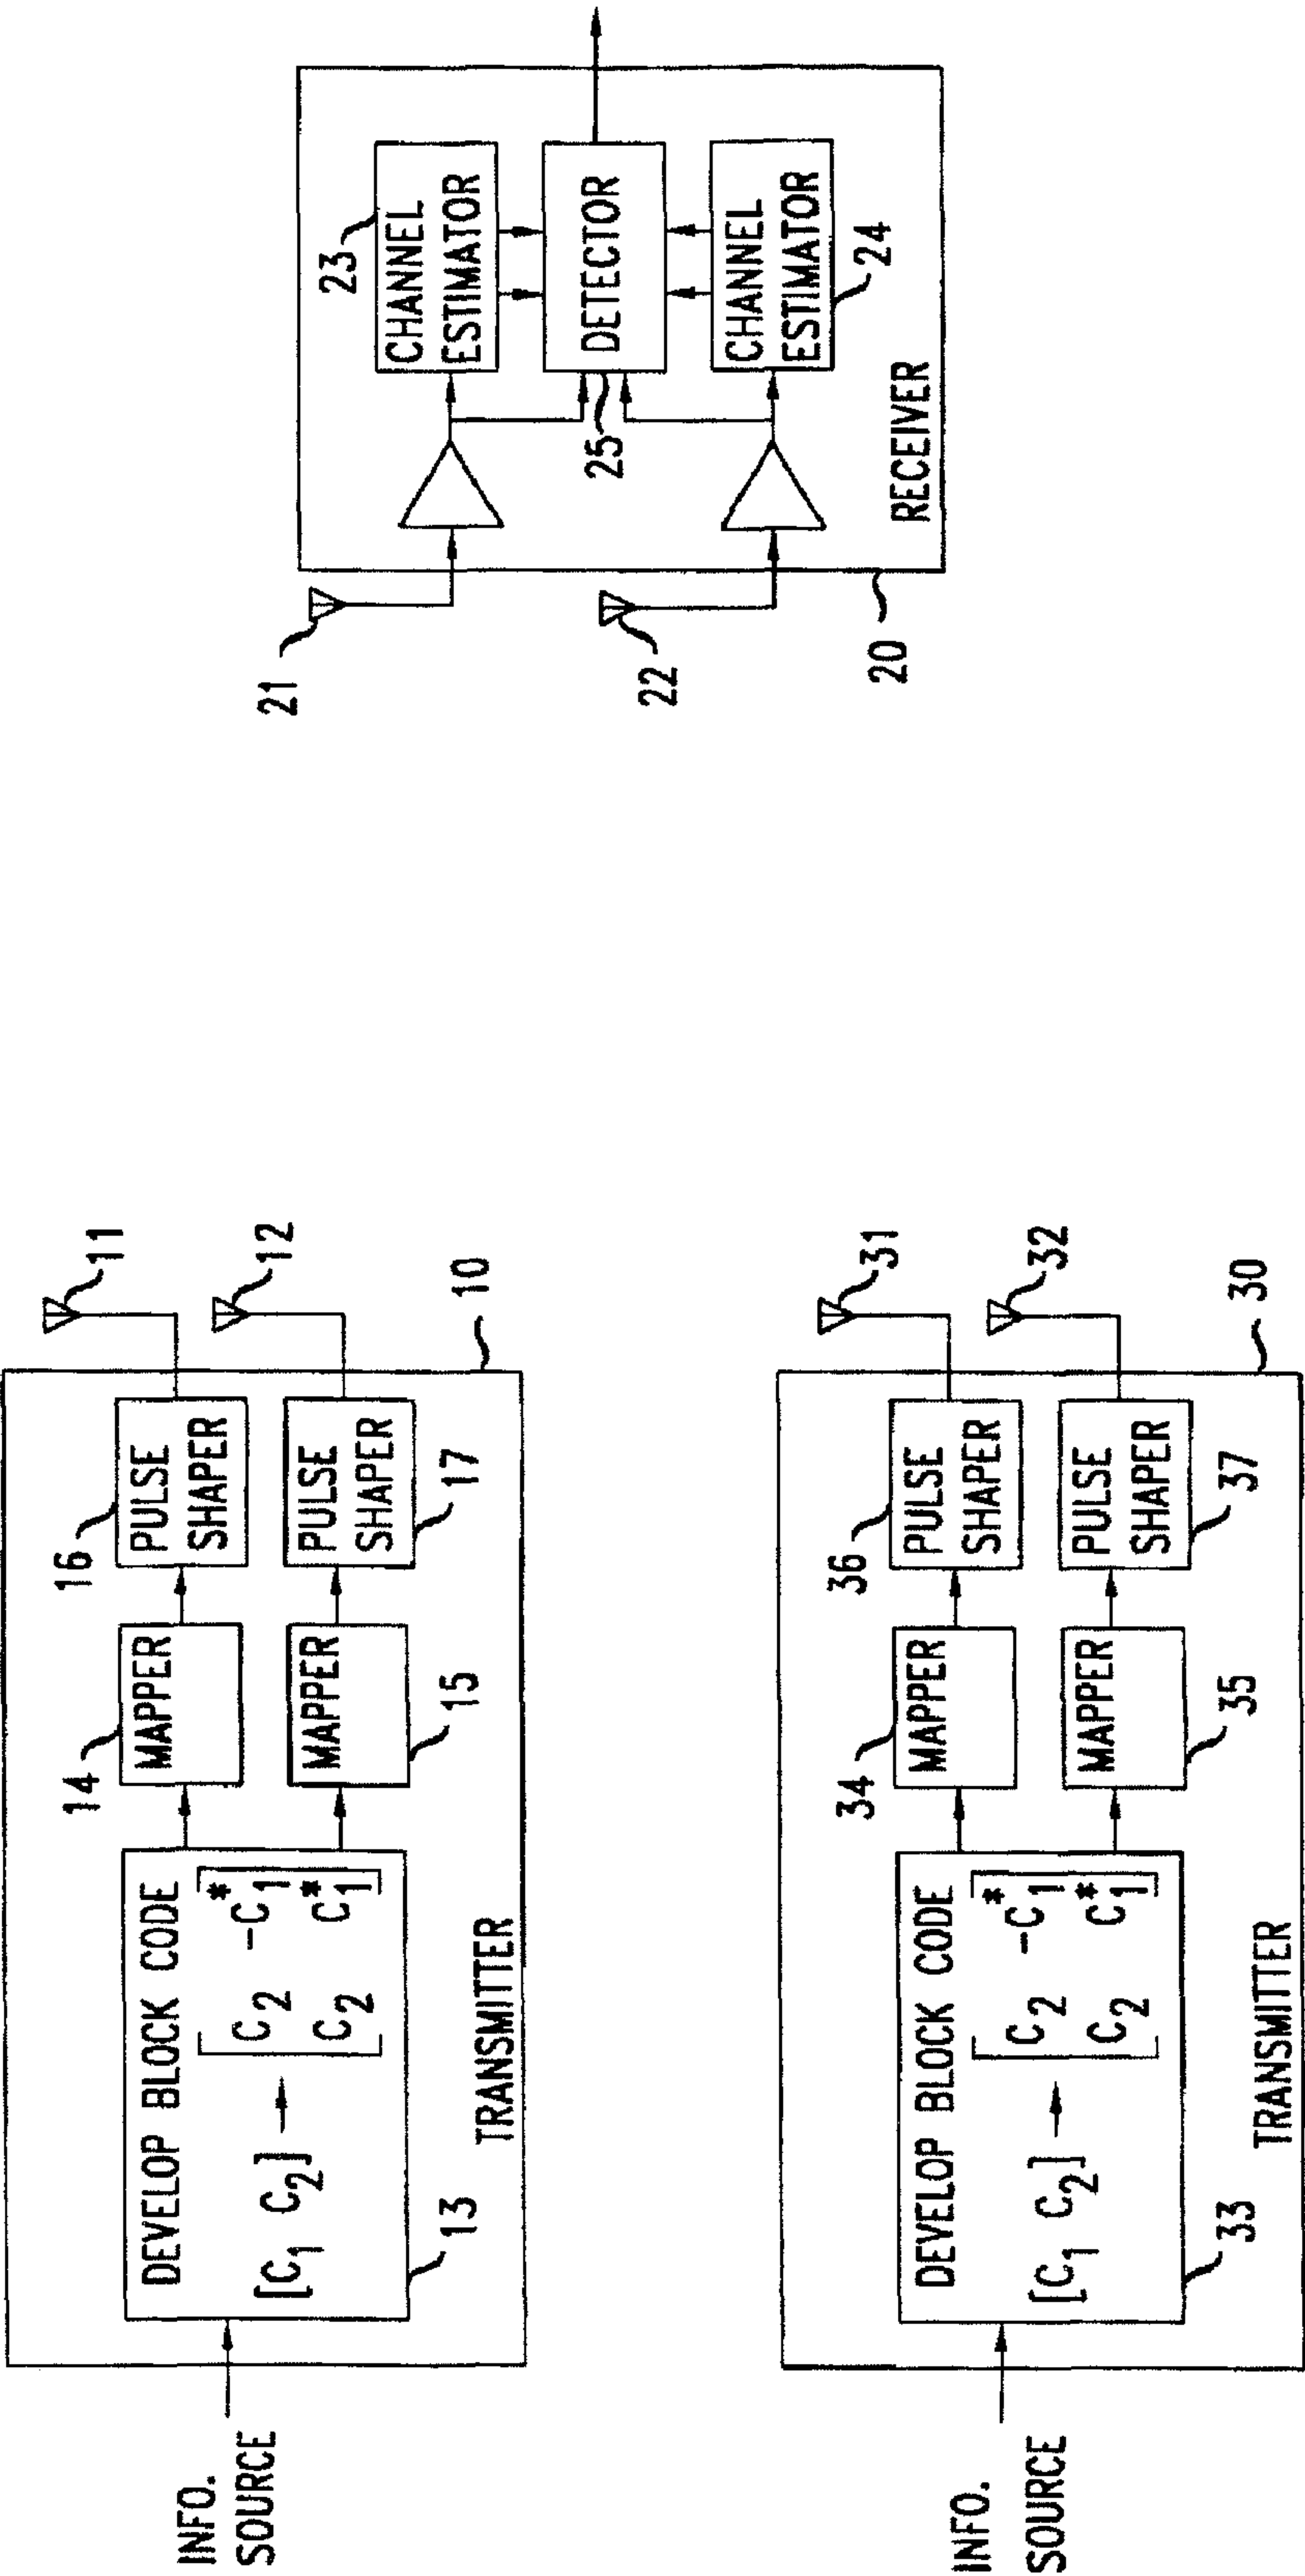 INFO.
SOURCE
DEVELOP BLOCK CODE
[C1 C2] → [C2 -C1*
C2 C1*]
13
14
MAPPER
MAPPER
15
16
PULSE
SHAPER
PULSE
SHAPER
17
11
12
10
TRANSMITTER
INFO.
SOURCE
DEVELOP BLOCK CODE
[C1 C2] → [C2 -C1*
C2 C1*]
33
34
MAPPER
MAPPER
35
36
PULSE
SHAPER
PULSE
SHAPER
37
31
32
30
TRANSMITTER
21
22
23
CHANNEL
ESTIMATOR
DETECTOR
25
CHANNEL
ESTIMATOR
24
RECEIVER
20